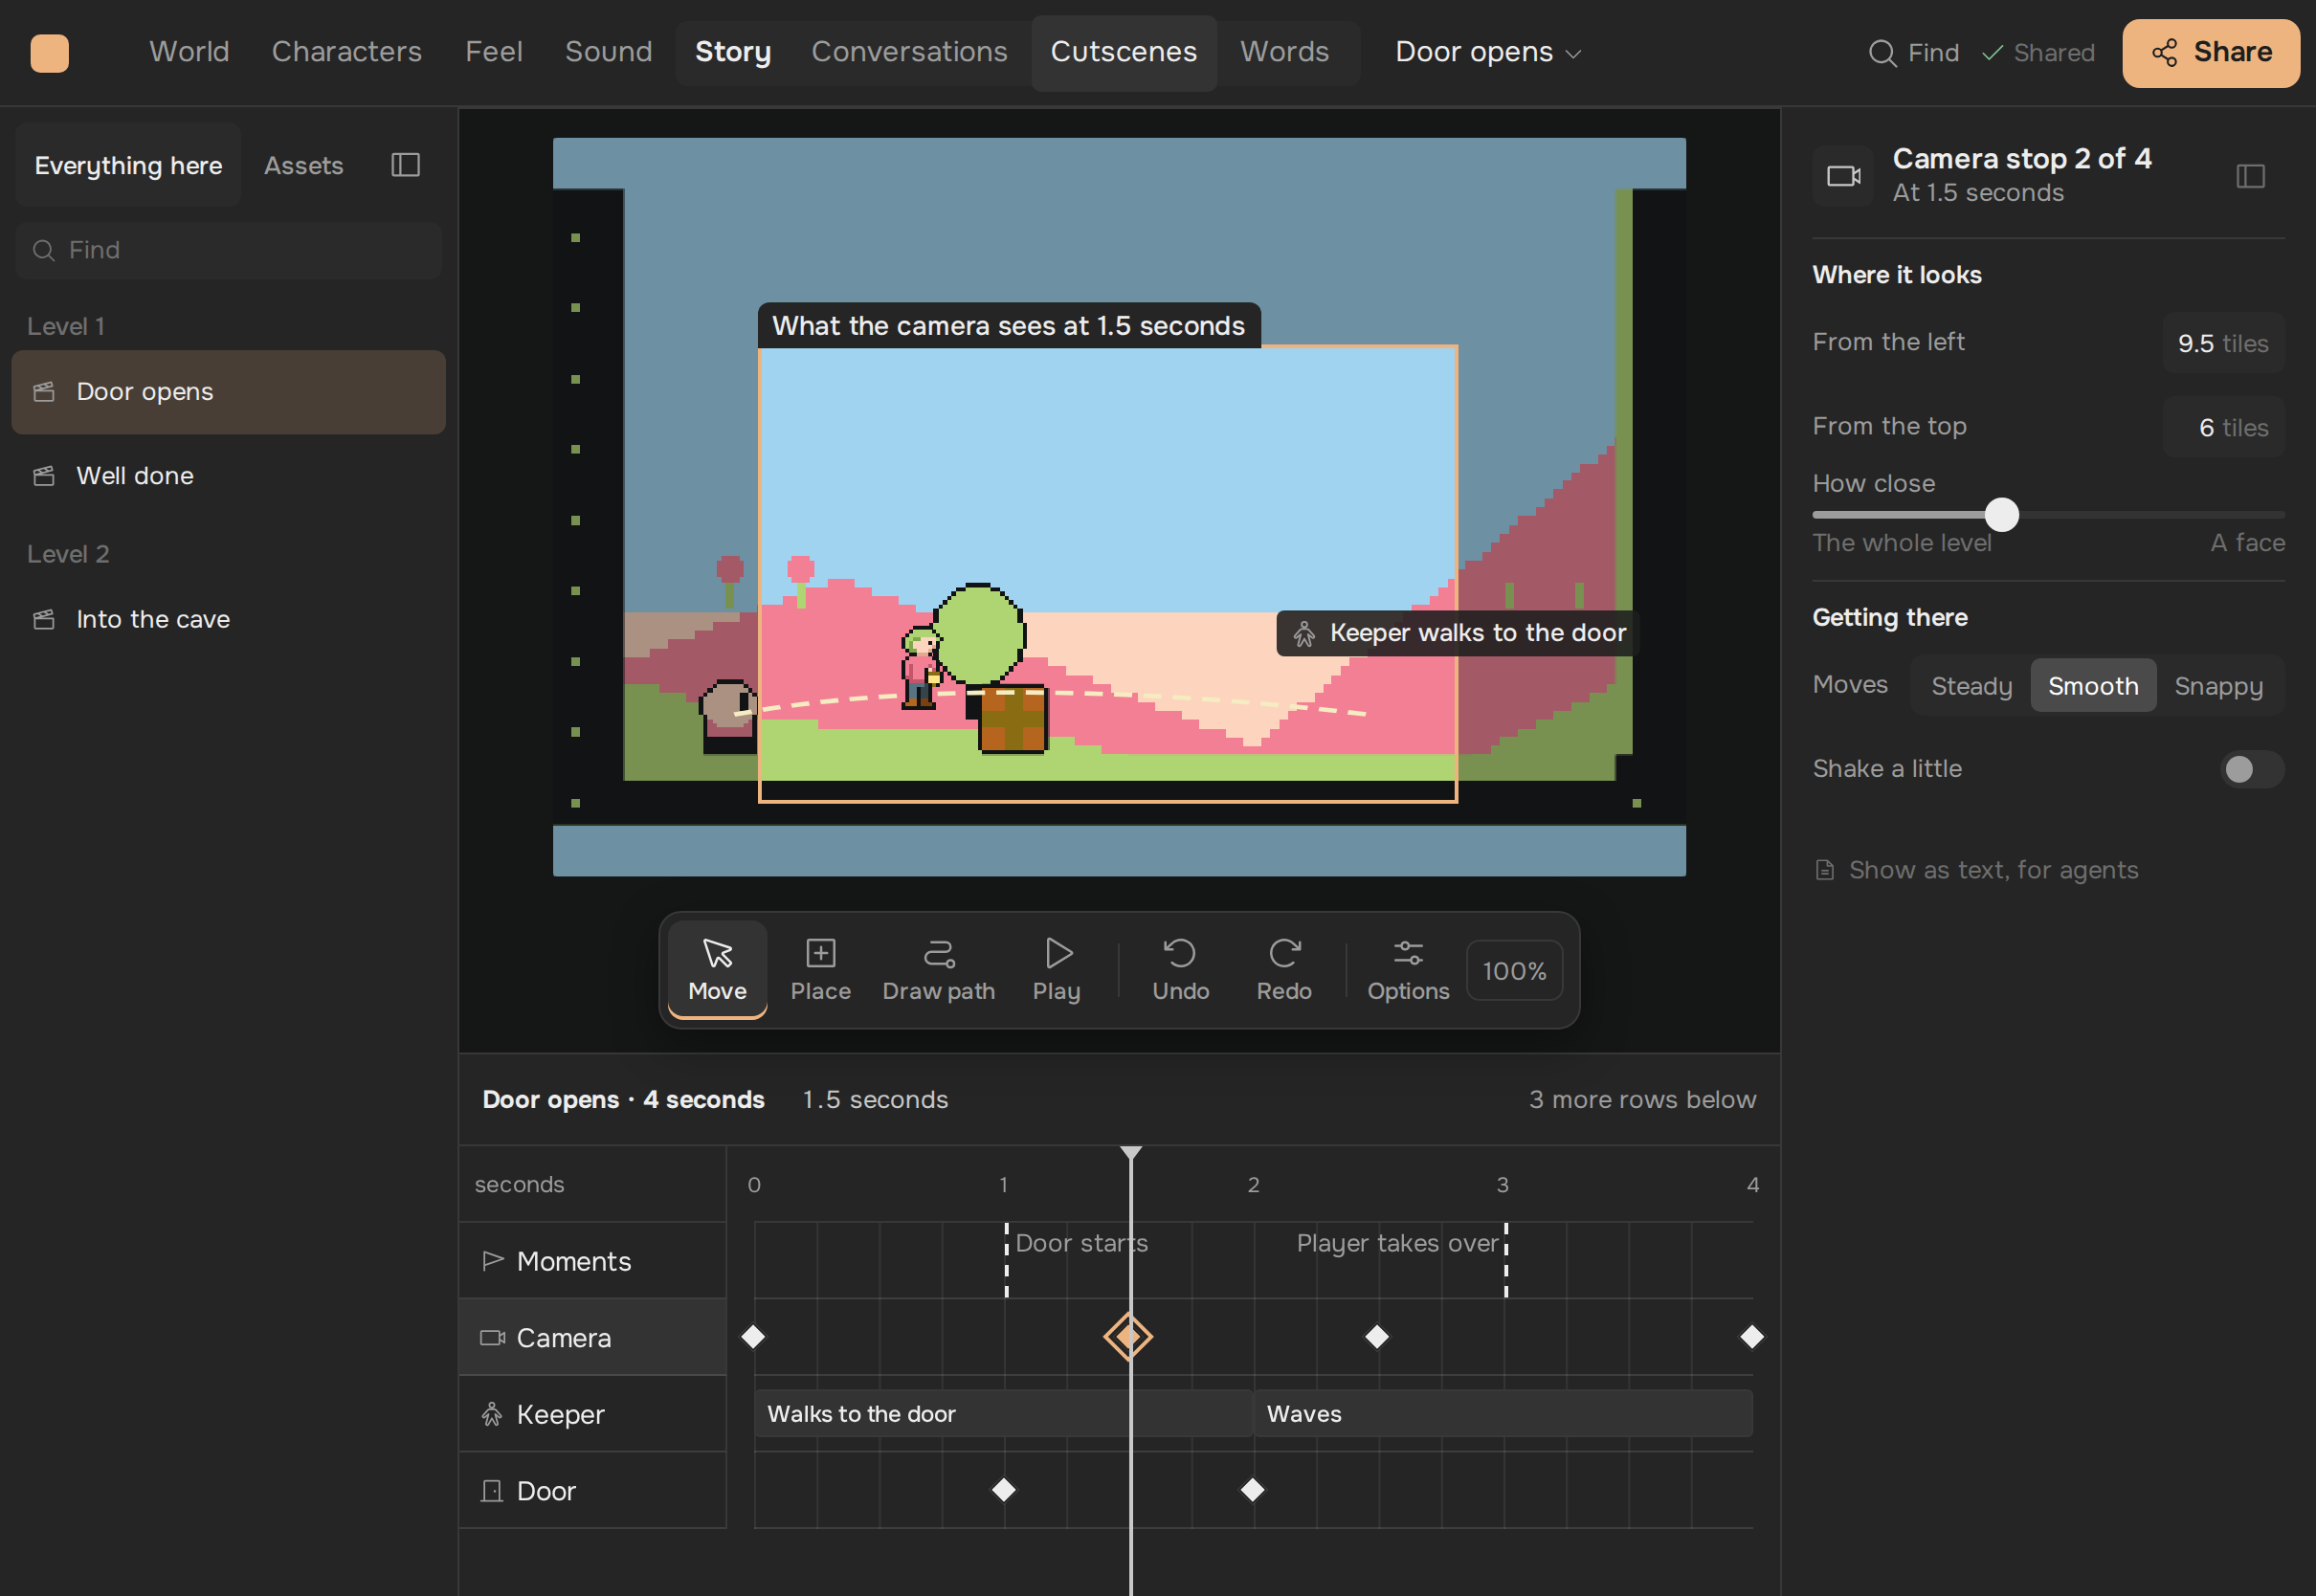 World Characters Feel Sound Story Conversations Cutscenes Words Door opens Find Shared Share
Everything here Assets
Find
Level 1
Door opens
Well done
Level 2
Into the cave
What the camera sees at 1.5 seconds
Keeper walks to the door
Move Place Draw path Play Undo Redo Options 100%
Door opens · 4 seconds 1.5 seconds 3 more rows below
seconds 0 1 2 3 4
Moments Door starts Player takes over
Camera
Keeper Walks to the door Waves
Door
Camera stop 2 of 4
At 1.5 seconds
Where it looks
From the left 9.5 tiles
From the top 6 tiles
How close
The whole level A face
Getting there
Moves Steady Smooth Snappy
Shake a little
Show as text, for agents